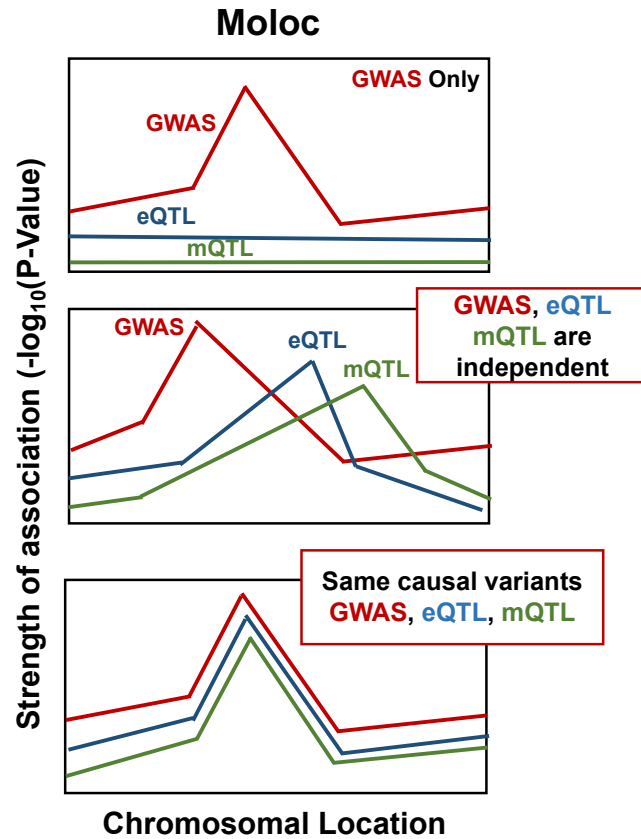 Moloc
Strength of association (-log10(P-Value)
GWAS Only
GWAS
eQTL
mQTL
GWAS, eQTL
mQTL are
independent
GWAS
eQTL
mQTL
Same causal variants
GWAS, eQTL, mQTL
Chromosomal Location